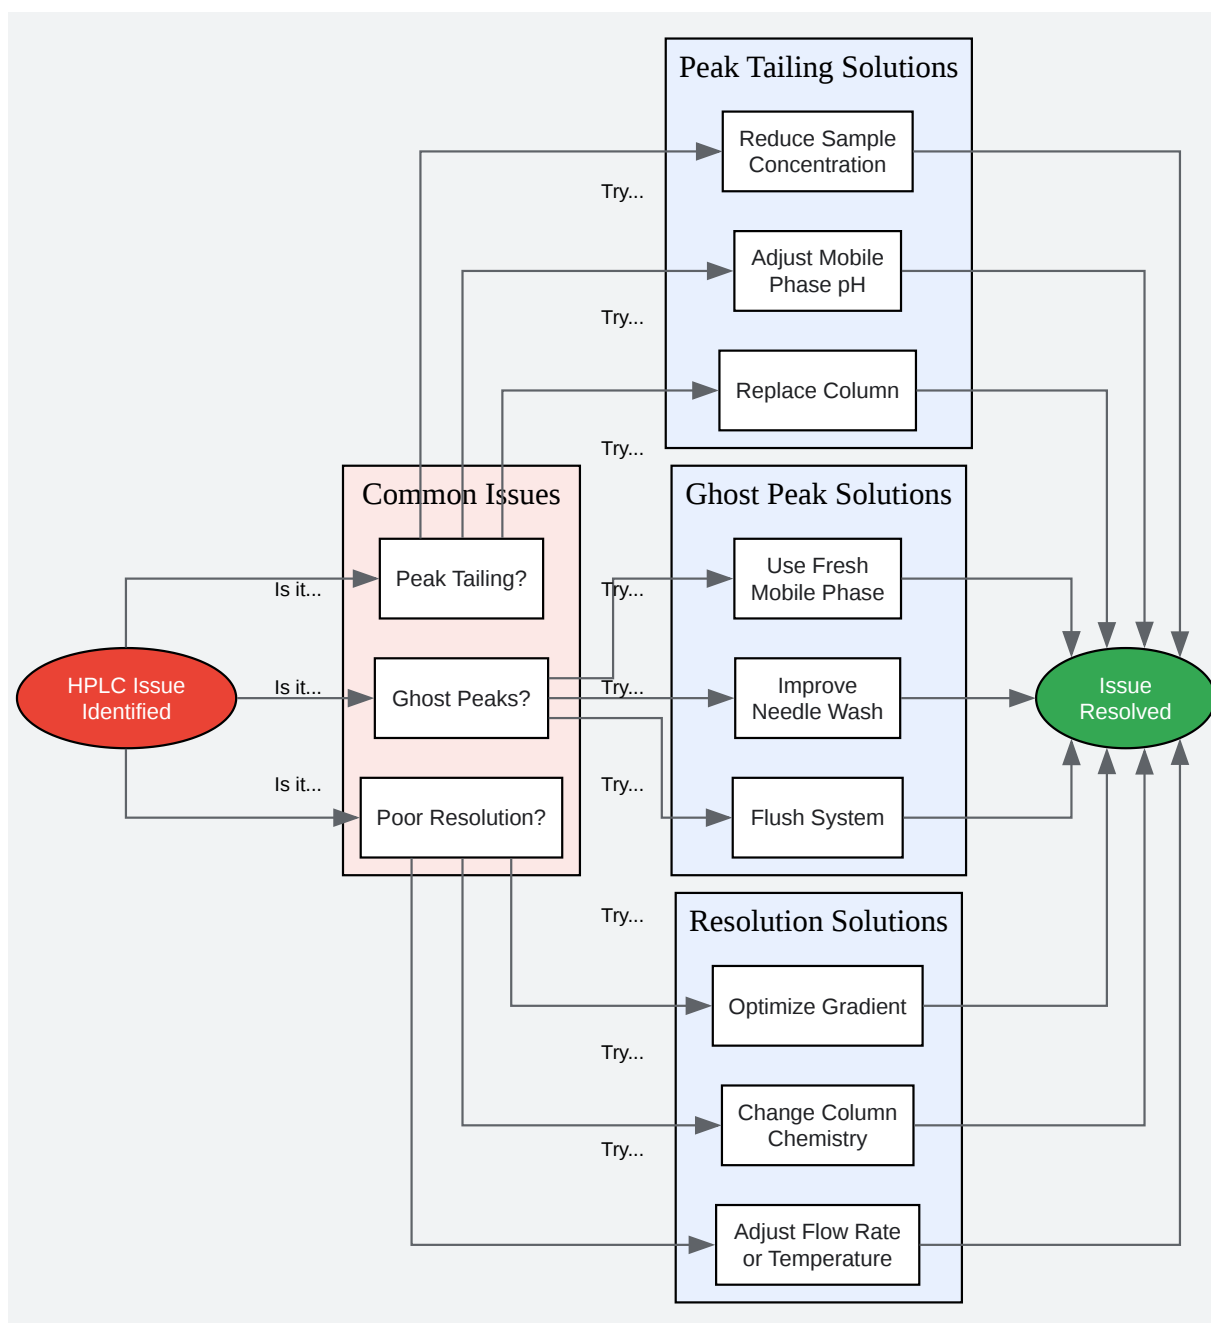 Peak Tailing Solutions
Reduce Sample
Concentration
Try...
Adjust Mobile
Phase pH
Try...
Replace Column
Try...
Common Issues
Ghost Peak Solutions
Peak Tailing?
Is it...
Try...
Use Fresh
Mobile Phase
HPLC Issue
Identified
Is it...
Ghost Peaks?
Try...
Improve
Needle Wash
Issue
Resolved
Is it...
Poor Resolution?
Try...
Flush System
Try...
Resolution Solutions
Optimize Gradient
Try...
Change Column
Chemistry
Try...
Adjust Flow Rate
or Temperature